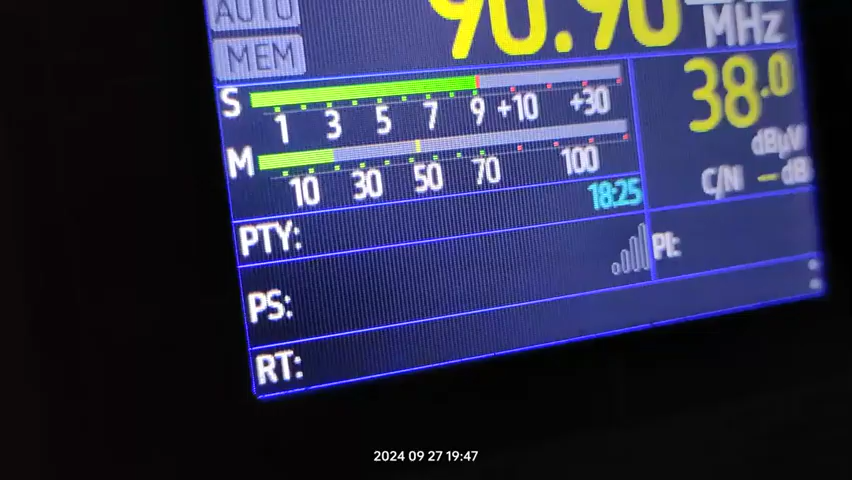 AUTO
90.90 MHz
MEM
S
1 3 5 7 9 +10 +30
38.0
dBµV
M
10 30 50 70 100
C/N --dB
18:25
PTY:
PI:
PS:
RT:
2024 09 27 19:47